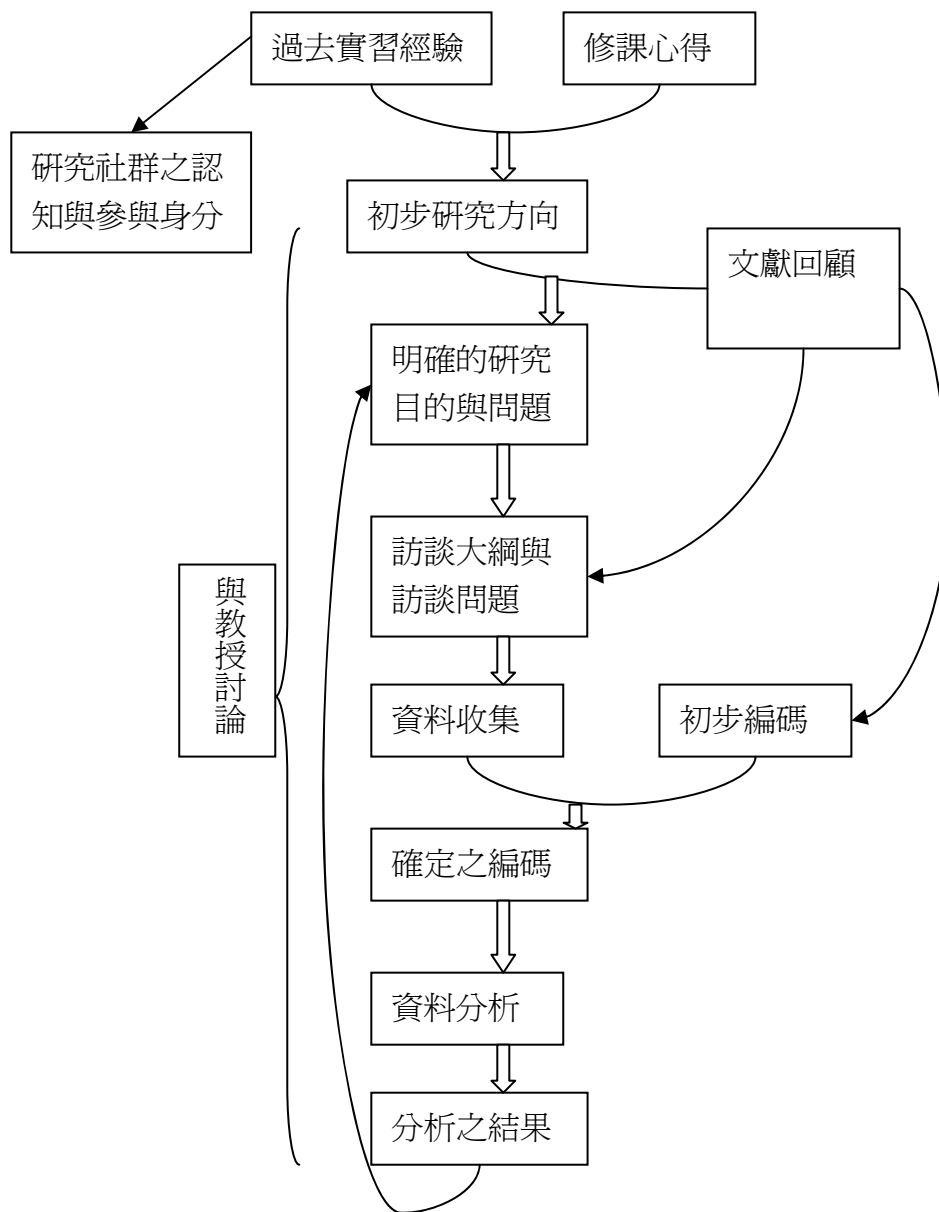 過去實習經驗
修課心得
研究社群之認
知與參與身分
初步研究方向
文獻回顧
明確的研究
目的與問題
訪談大綱與
訪談問題
與教授討論
資料收集
初步編碼
確定之編碼
資料分析
分析之結果